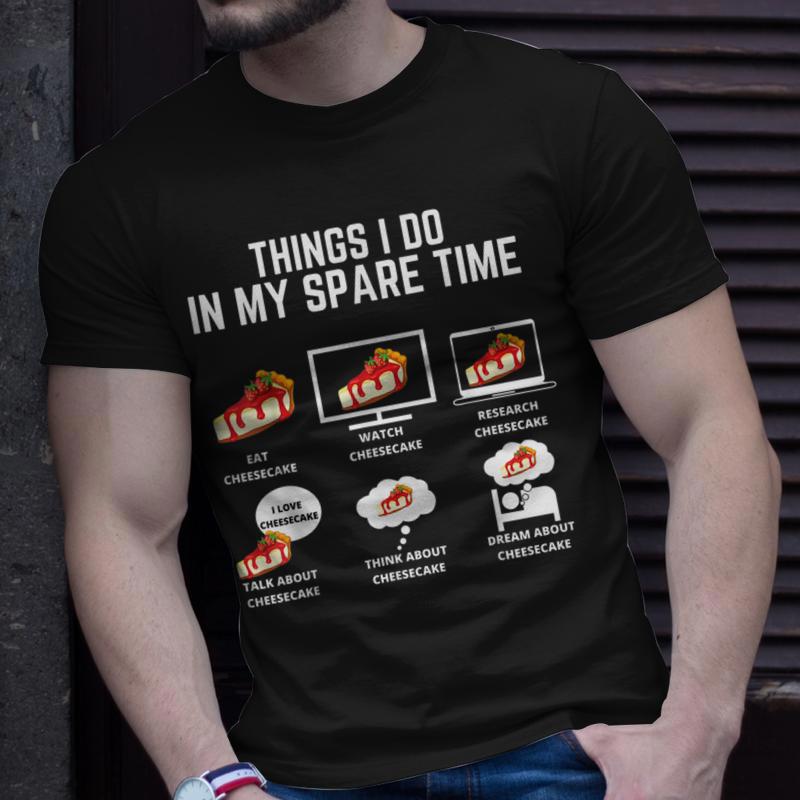 THINGS I DO
IN MY SPARE TIME
EAT
CHEESECAKE
WATCH
CHEESECAKE
RESEARCH
CHEESECAKE
I LOVE
CHEESECAKE
TALK ABOUT
CHEESECAKE
THINK ABOUT
CHEESECAKE
DREAM ABOUT
CHEESECAKE